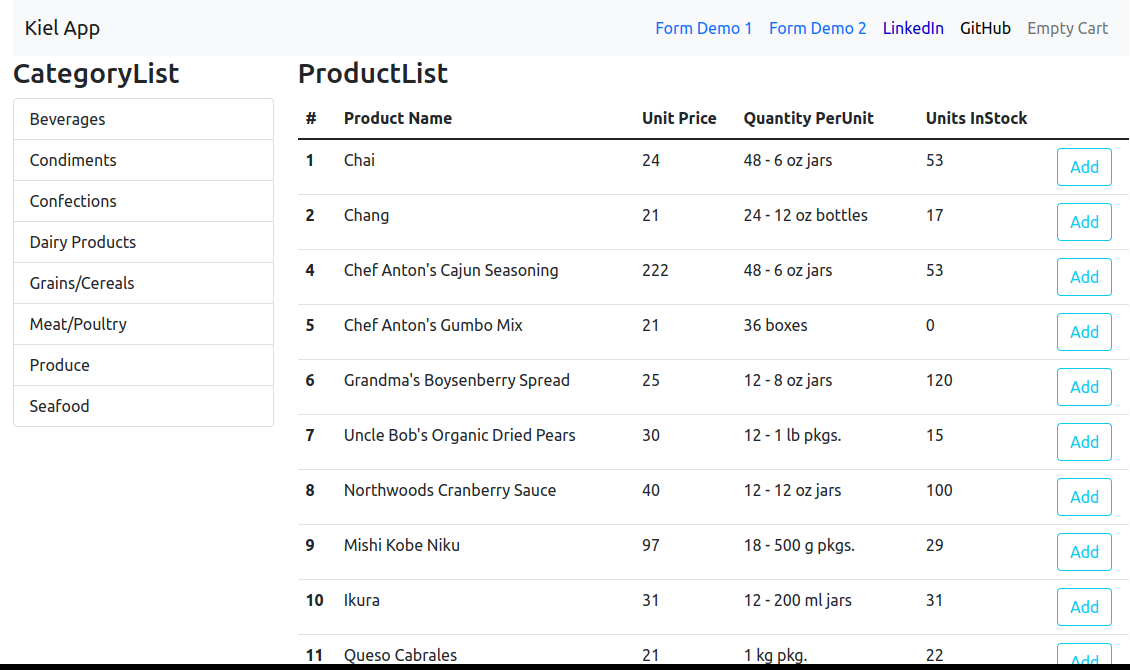 Kiel App Form Demo 1 Form Demo 2 LinkedIn GitHub Empty Cart
CategoryList
Beverages
Condiments
Confections
Dairy Products
Grains/Cereals
Meat/Poultry
Produce
Seafood
ProductList
# Product Name Unit Price Quantity PerUnit Units InStock
1 Chai 24 48 - 6 oz jars 53 Add
2 Chang 21 24 - 12 oz bottles 17 Add
4 Chef Anton's Cajun Seasoning 222 48 - 6 oz jars 53 Add
5 Chef Anton's Gumbo Mix 21 36 boxes 0 Add
6 Grandma's Boysenberry Spread 25 12 - 8 oz jars 120 Add
7 Uncle Bob's Organic Dried Pears 30 12 - 1 lb pkgs. 15 Add
8 Northwoods Cranberry Sauce 40 12 - 12 oz jars 100 Add
9 Mishi Kobe Niku 97 18 - 500 g pkgs. 29 Add
10 Ikura 31 12 - 200 ml jars 31 Add
11 Queso Cabrales 21 1 kg pkg. 22 Add